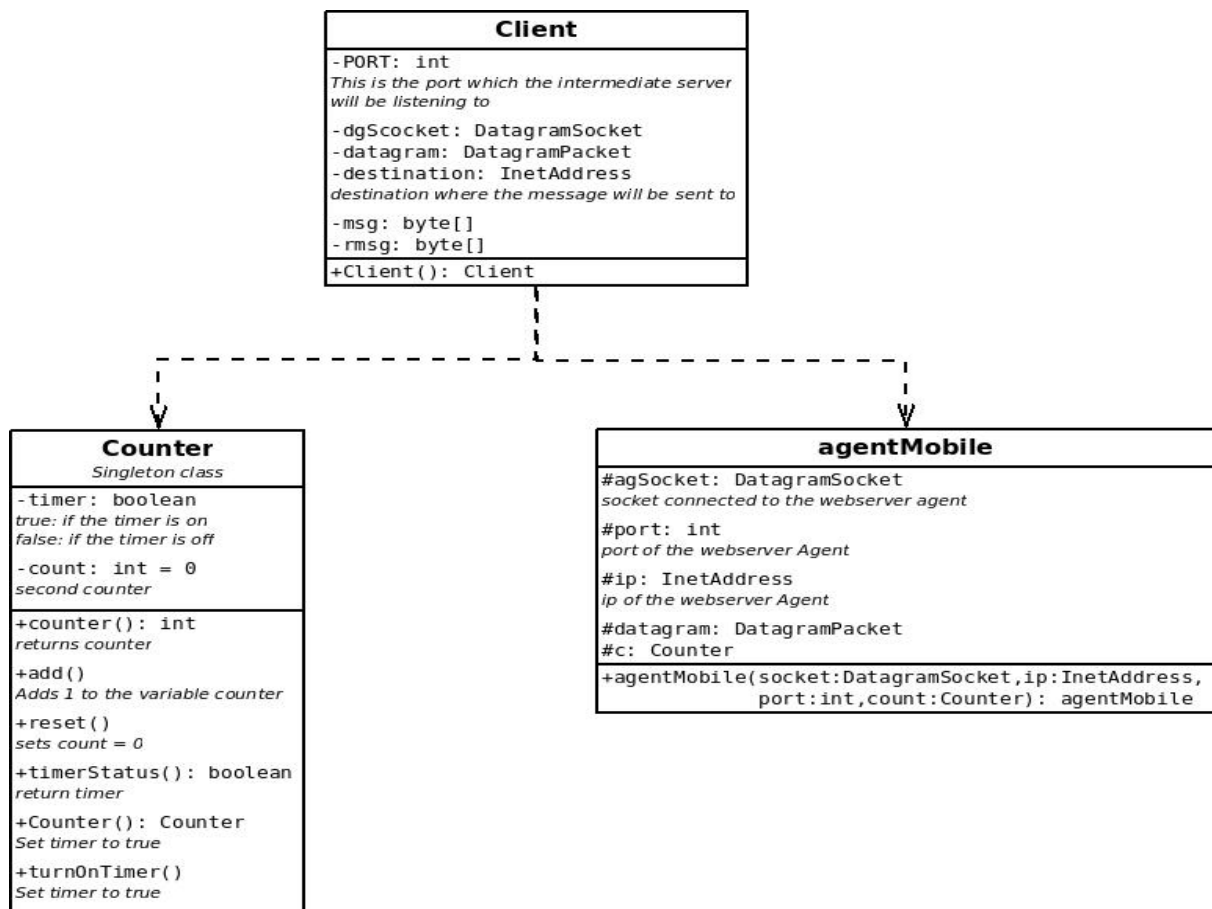 Client
-PORT: int
This is the port which the intermediate server
will be listening to
-dgScocket: DatagramSocket
-datagram: DatagramPacket
-destination: InetAddress
destination where the message will be sent to
-msg: byte[]
-rmsg: byte[]
+Client(): Client
Counter
Singleton class
-timer: boolean
true: if the timer is on
false: if the timer is off
-count: int = 0
second counter
+counter(): int
returns counter
+add()
Adds 1 to the variable counter
+reset()
sets count = 0
+timerStatus(): boolean
return timer
+Counter(): Counter
Set timer to true
+turnOnTimer()
Set timer to true
agentMobile
#agSocket: DatagramSocket
socket connected to the webserver agent
#port: int
port of the webserver Agent
#ip: InetAddress
ip of the webserver Agent
#datagram: DatagramPacket
#c: Counter
+agentMobile(socket:DatagramSocket,ip:InetAddress,
port:int,count:Counter): agentMobile